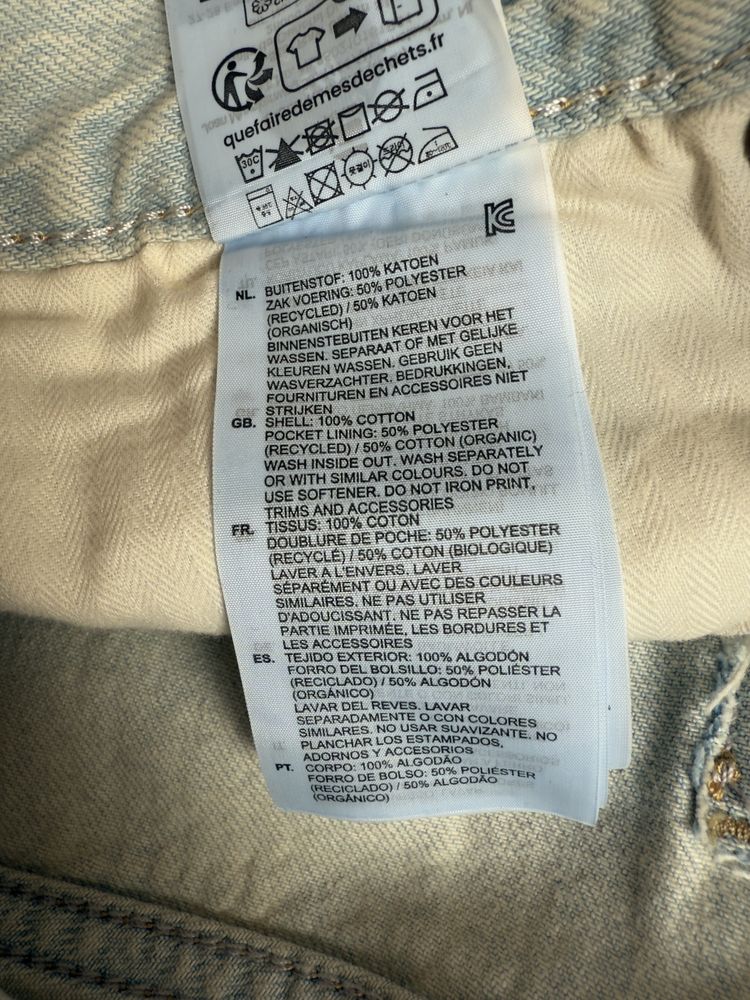 quefairedemesdechets.fr
30C
NL. BUITENSTOF: 100% KATOEN
ZAK VOERING: 50% POLYESTER
(RECYCLED) / 50% KATOEN
(ORGANISCH)
BINNENSTEBUITEN KEREN VOOR HET
WASSEN. SEPARAAT OF MET GELIJKE
KLEUREN WASSEN. GEBRUIK GEEN
WASVERZACHTER. BEDRUKKINGEN,
FOURNITUREN EN ACCESSOIRES NIET
STRIJKEN
GB. SHELL: 100% COTTON
POCKET LINING: 50% POLYESTER
(RECYCLED) / 50% COTTON (ORGANIC)
WASH INSIDE OUT. WASH SEPARATELY
OR WITH SIMILAR COLOURS. DO NOT
USE SOFTENER. DO NOT IRON PRINT,
TRIMS AND ACCESSORIES
FR. TISSUS: 100% COTON
DOUBLURE DE POCHE: 50% POLYESTER
(RECYCLÉ) / 50% COTON (BIOLOGIQUE)
LAVER A L'ENVERS. LAVER
SÉPARÉMENT OU AVEC DES COULEURS
SIMILAIRES. NE PAS UTILISER
D'ADOUCISSANT. NE PAS REPASSER LA
PARTIE IMPRIMÉE, LES BORDURES ET
LES ACCESSOIRES
ES. TEJIDO EXTERIOR: 100% ALGODÓN
FORRO DEL BOLSILLO: 50% POLIÉSTER
(RECICLADO) / 50% ALGODÓN
(ORGÁNICO)
LAVAR DEL REVES. LAVAR
SEPARADAMENTE O CON COLORES
SIMILARES. NO USAR SUAVIZANTE. NO
PLANCHAR LOS ESTAMPADOS,
ADORNOS Y ACCESORIOS
PT. CORPO: 100% ALGODÃO
FORRO DE BOLSO: 50% POLIÉSTER
(RECICLADO) / 50% ALGODÃO
(ORGÂNICO)